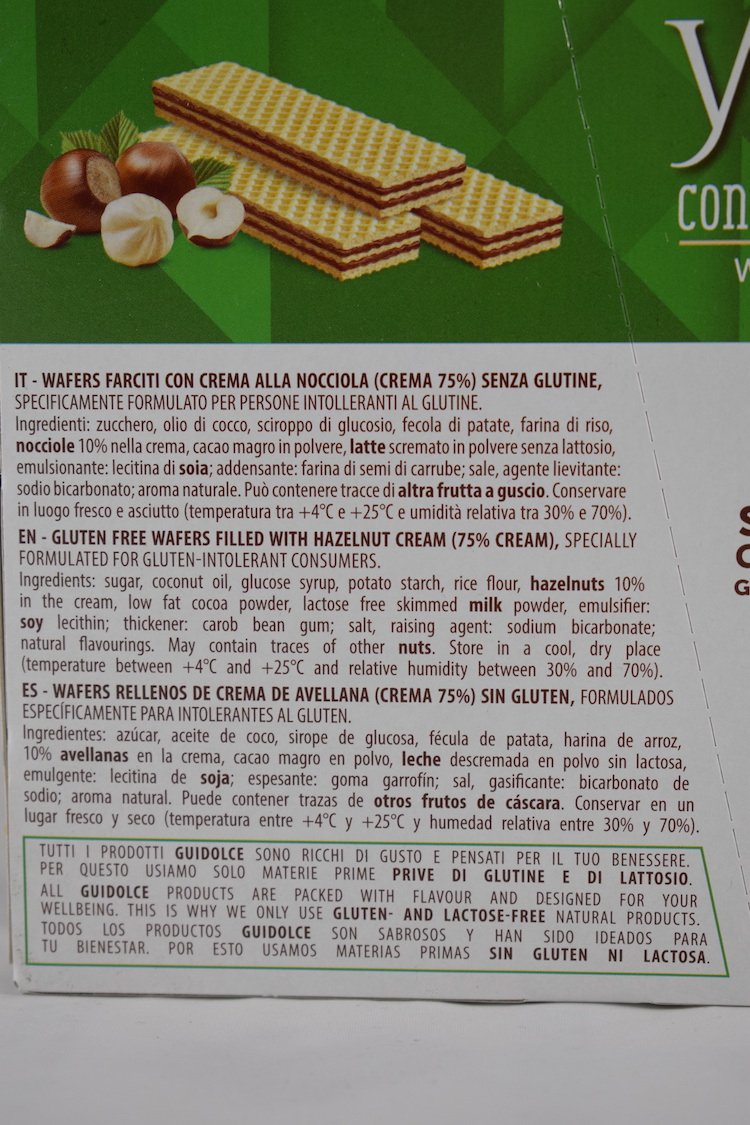 y
con
IT - WAFERS FARCITI CON CREMA ALLA NOCCIOLA (CREMA 75%) SENZA GLUTINE,
SPECIFICAMENTE FORMULATO PER PERSONE INTOLLERANTI AL GLUTINE.
Ingredienti: zucchero, olio di cocco, sciroppo di glucosio, fecola di patate, farina di riso,
nocciole 10% nella crema, cacao magro in polvere, latte scremato in polvere senza lattosio,
emulsionante: lecitina di soia; addensante: farina di semi di carrube; sale, agente lievitante:
sodio bicarbonato; aroma naturale. Può contenere tracce di altra frutta a guscio. Conservare
in luogo fresco e asciutto (temperatura tra +4°C e +25°C e umidità relativa tra 30% e 70%).
EN - GLUTEN FREE WAFERS FILLED WITH HAZELNUT CREAM (75% CREAM), SPECIALLY
FORMULATED FOR GLUTEN-INTOLERANT CONSUMERS.
Ingredients: sugar, coconut oil, glucose syrup, potato starch, rice flour, hazelnuts 10%
in the cream, low fat cocoa powder, lactose free skimmed milk powder, emulsifier:
soy lecithin; thickener: carob bean gum; salt, raising agent: sodium bicarbonate;
natural flavourings. May contain traces of other nuts. Store in a cool, dry place
(temperature between +4°C and +25°C and relative humidity between 30% and 70%).
ES - WAFERS RELLENOS DE CREMA DE AVELLANA (CREMA 75%) SIN GLUTEN, FORMULADOS
ESPECÍFICAMENTE PARA INTOLERANTES AL GLUTEN.
Ingredientes: azúcar, aceite de coco, sirope de glucosa, fécula de patata, harina de arroz,
10% avellanas en la crema, cacao magro en polvo, leche descremada en polvo sin lactosa,
emulgente: lecitina de soja; espesante: goma garrofín; sal, gasificante: bicarbonato de
sodio; aroma natural. Puede contener trazas de otros frutos de cáscara. Conservar en un
lugar fresco y seco (temperatura entre +4°C y +25°C y humedad relativa entre 30% y 70%).
TUTTI I PRODOTTI GUIDOLCE SONO RICCHI DI GUSTO E PENSATI PER IL TUO BENESSERE.
PER QUESTO USIAMO SOLO MATERIE PRIME PRIVE DI GLUTINE E DI LATTOSIO.
ALL GUIDOLCE PRODUCTS ARE PACKED WITH FLAVOUR AND DESIGNED FOR YOUR
WELLBEING. THIS IS WHY WE ONLY USE GLUTEN- AND LACTOSE-FREE NATURAL PRODUCTS.
TODOS LOS PRODUCTOS GUIDOLCE SON SABROSOS Y HAN SIDO IDEADOS PARA
TU BIENESTAR. POR ESTO USAMOS MATERIAS PRIMAS SIN GLUTEN NI LACTOSA.